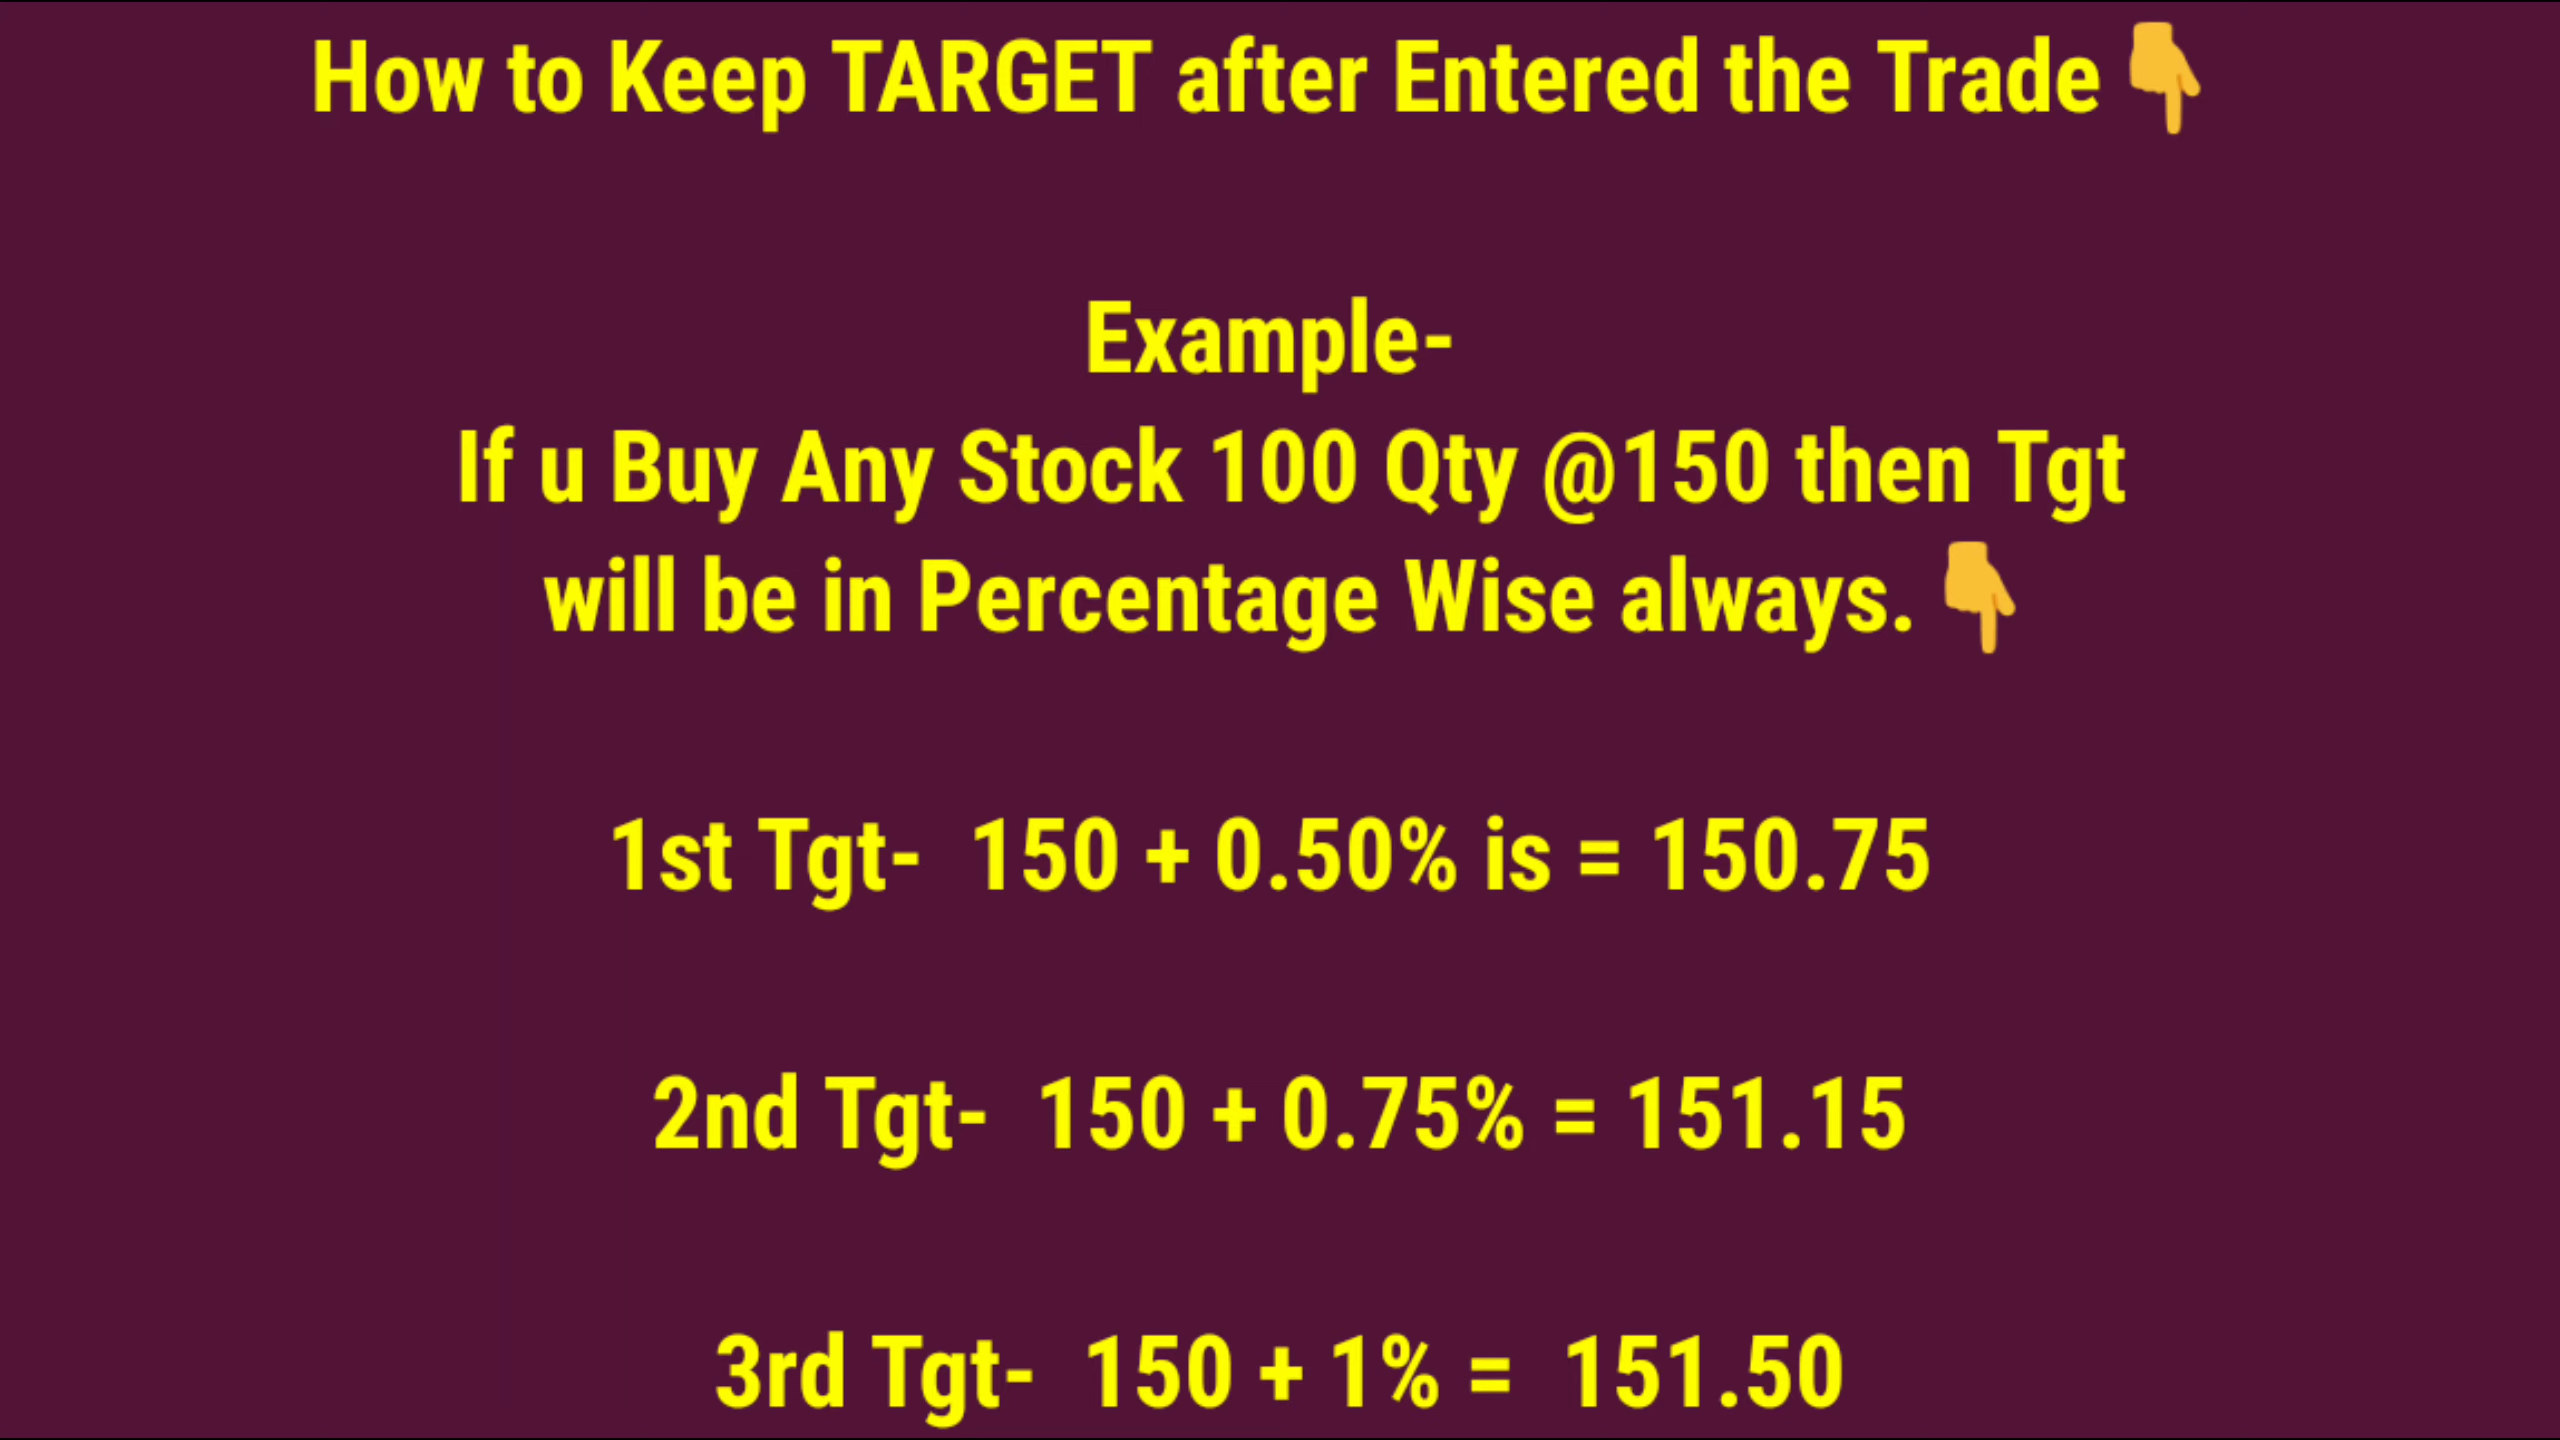 How to Keep TARGET after Entered the Trade👇
Example-
If u Buy Any Stock 100 Qty @150 then Tgt
will be in Percentage Wise always. 👇
1st Tgt-  150 + 0.50% is = 150.75
2nd Tgt-  150 + 0.75% = 151.15
3rd Tgt-  150 + 1% =  151.50